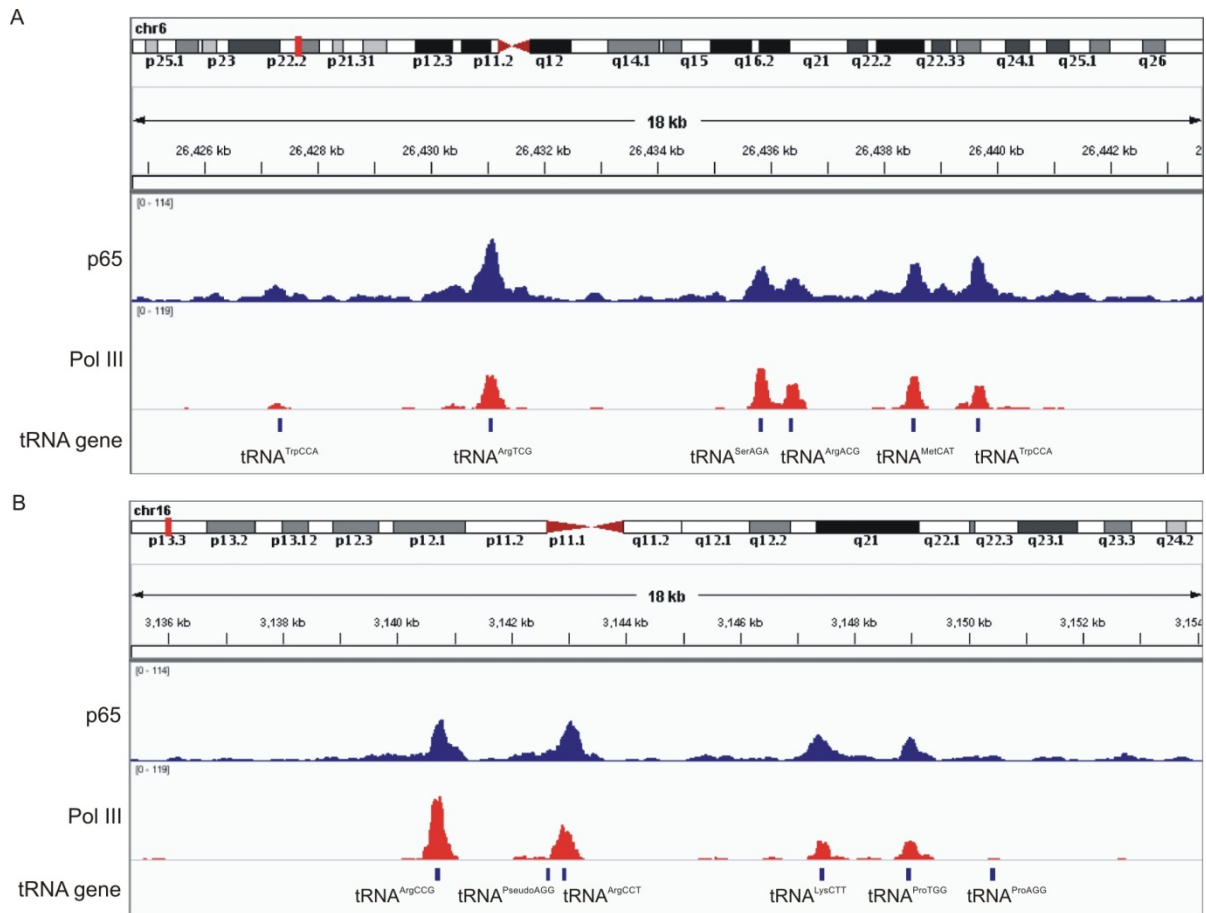 A
chr6
p25.1 p23 p22.2 p21.31 p12.3 p11.2 q12 q14.1 q15 q16.2 q21 q22.2 q22.33 q24.1 q25.1 q26
18 kb
26,426 kb 26,428 kb 26,430 kb 26,432 kb 26,434 kb 26,436 kb 26,438 kb 26,440 kb 26,442 kb 2
[0 - 114]
p65
[0 - 119]
Pol III
tRNA gene
tRNATrpCCA tRNAArgTCG tRNASerAGA tRNAArgACG tRNAMetCAT tRNATrpCCA
B
chr16
p13.3 p13.2 p13.12 p12.3 p12.1 p11.2 p11.1 q11.2 q12.1 q12.2 q21 q22.1 q22.3 q23.1 q23.3 q24.2
18 kb
3,136 kb 3,138 kb 3,140 kb 3,142 kb 3,144 kb 3,146 kb 3,148 kb 3,150 kb 3,152 kb 3,154
[0 - 114]
p65
[0 - 119]
Pol III
tRNA gene
tRNAArgCCG tRNAPseudoAGG tRNAArgCCT tRNALysCTT tRNAProTGG tRNAProAGG